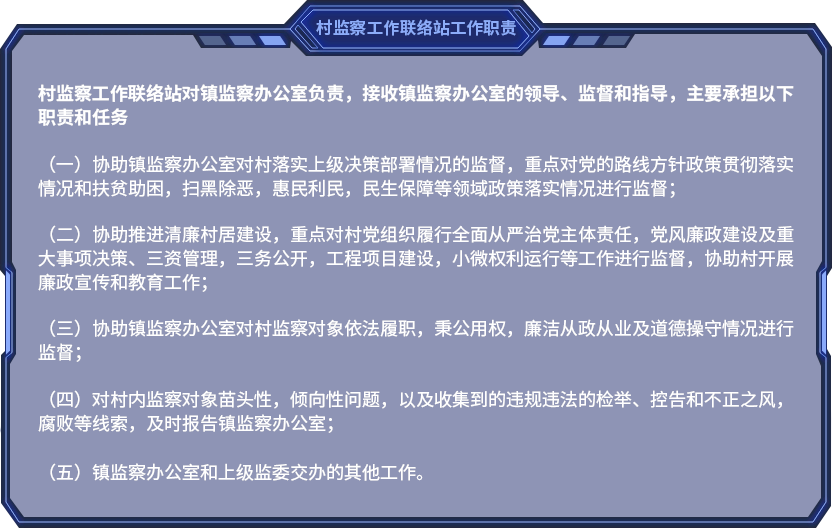 村监察工作联络站工作职责
村监察工作联络站对镇监察办公室负责，接收镇监察办公室的领导、监督和指导，主要承担以下
职责和任务
（一）协助镇监察办公室对村落实上级决策部署情况的监督，重点对党的路线方针政策贯彻落实
情况和扶贫助困，扫黑除恶，惠民利民，民生保障等领域政策落实情况进行监督；
（二）协助推进清廉村居建设，重点对村党组织履行全面从严治党主体责任，党风廉政建设及重
大事项决策、三资管理，三务公开，工程项目建设，小微权利运行等工作进行监督，协助村开展
廉政宣传和教育工作；
（三）协助镇监察办公室对村监察对象依法履职，秉公用权，廉洁从政从业及道德操守情况进行
监督；
（四）对村内监察对象苗头性，倾向性问题，以及收集到的违规违法的检举、控告和不正之风，
腐败等线索，及时报告镇监察办公室；
（五）镇监察办公室和上级监委交办的其他工作。